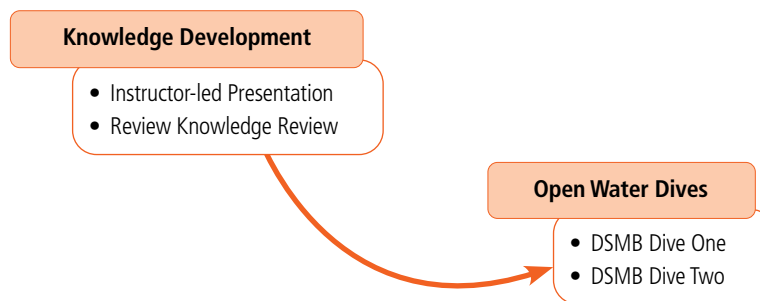 Knowledge Development
• Instructor-led Presentation
• Review Knowledge Review
Open Water Dives
• DSMB Dive One
• DSMB Dive Two